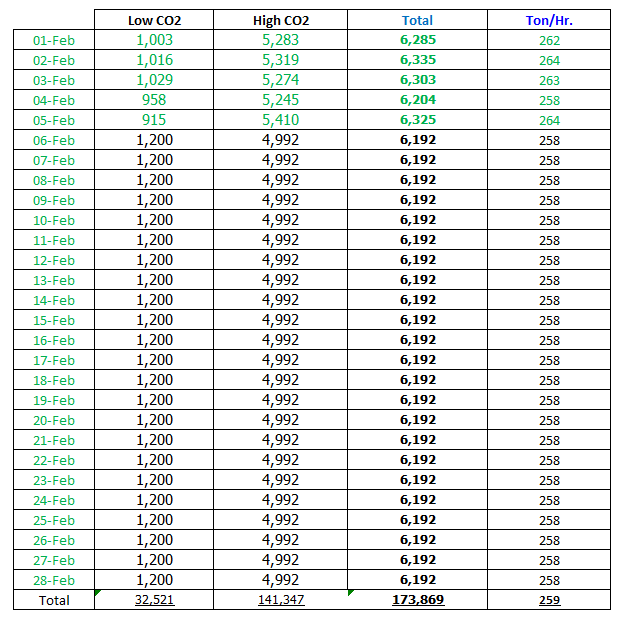 Low CO2 High CO2 Total Ton/Hr.
01-Feb 1,003 5,283 6,285 262
02-Feb 1,016 5,319 6,335 264
03-Feb 1,029 5,274 6,303 263
04-Feb 958 5,245 6,204 258
05-Feb 915 5,410 6,325 264
06-Feb 1,200 4,992 6,192 258
07-Feb 1,200 4,992 6,192 258
08-Feb 1,200 4,992 6,192 258
09-Feb 1,200 4,992 6,192 258
10-Feb 1,200 4,992 6,192 258
11-Feb 1,200 4,992 6,192 258
12-Feb 1,200 4,992 6,192 258
13-Feb 1,200 4,992 6,192 258
14-Feb 1,200 4,992 6,192 258
15-Feb 1,200 4,992 6,192 258
16-Feb 1,200 4,992 6,192 258
17-Feb 1,200 4,992 6,192 258
18-Feb 1,200 4,992 6,192 258
19-Feb 1,200 4,992 6,192 258
20-Feb 1,200 4,992 6,192 258
21-Feb 1,200 4,992 6,192 258
22-Feb 1,200 4,992 6,192 258
23-Feb 1,200 4,992 6,192 258
24-Feb 1,200 4,992 6,192 258
25-Feb 1,200 4,992 6,192 258
26-Feb 1,200 4,992 6,192 258
27-Feb 1,200 4,992 6,192 258
28-Feb 1,200 4,992 6,192 258
Total 32,521 141,347 173,869 259